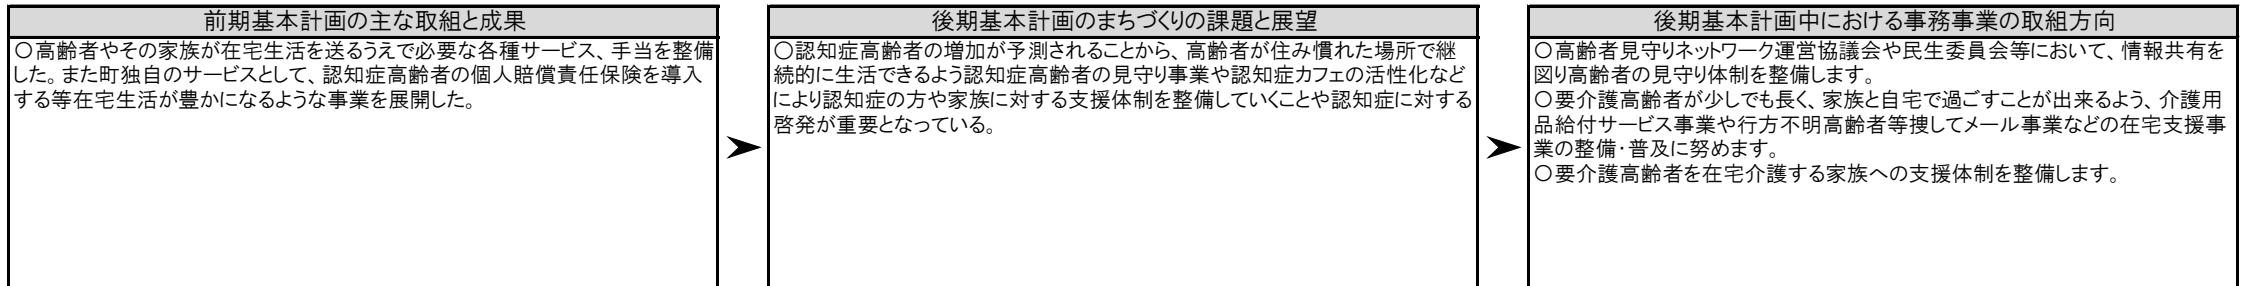 前期基本計画の主な取組と成果
〇高齢者やその家族が在宅生活を送るうえで必要な各種サービス、手当を整備
した。また町独自のサービスとして、認知症高齢者の個人賠償責任保険を導入
する等在宅生活が豊かになるような事業を展開した。
後期基本計画のまちづくりの課題と展望
〇認知症高齢者の増加が予測されることから、高齢者が住み慣れた場所で継
続的に生活できるよう認知症高齢者の見守り事業や認知症カフェの活性化など
により認知症の方や家族に対する支援体制を整備していくことや認知症に対する
啓発が重要となっている。
後期基本計画中における事務事業の取組方向
〇高齢者見守りネットワーク運営協議会や民生委員会等において、情報共有を
図り高齢者の見守り体制を整備します。
〇要介護高齢者が少しでも長く、家族と自宅で過ごすことが出来るよう、介護用
品給付サービス事業や行方不明高齢者等捜してメール事業などの在宅支援事
業の整備・普及に努めます。
〇要介護高齢者を在宅介護する家族への支援体制を整備します。